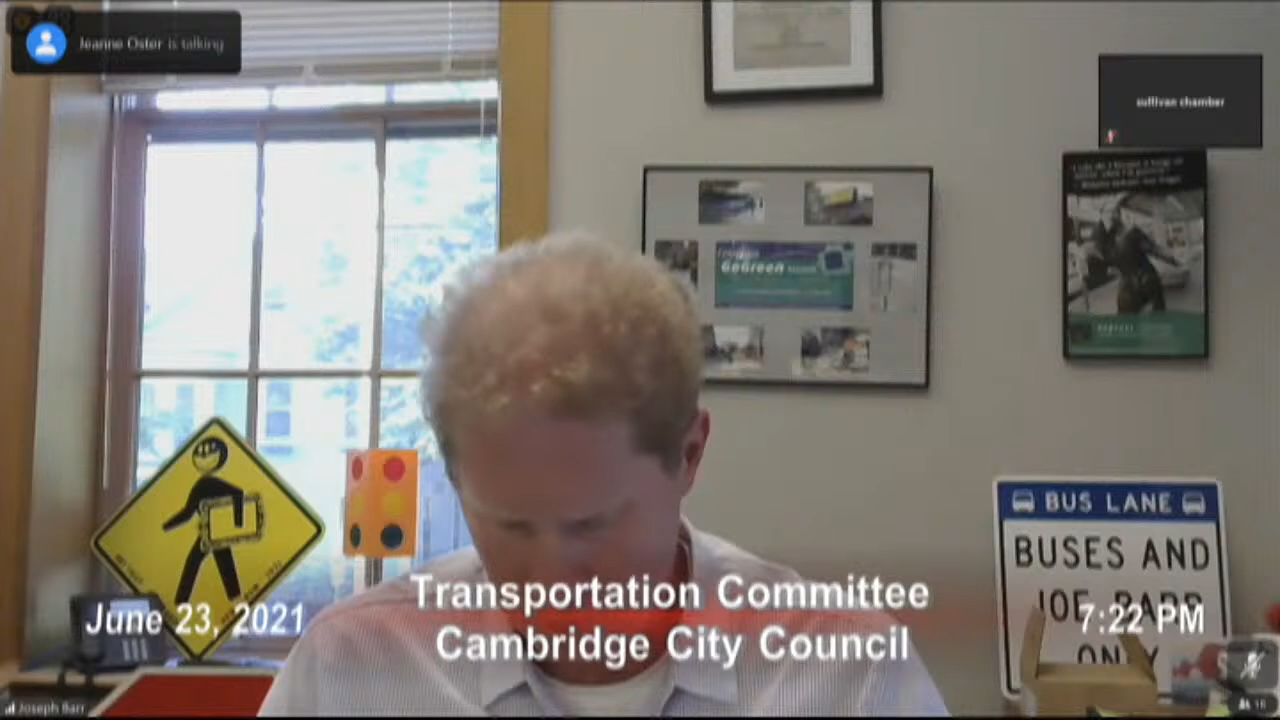 Jeanne Oster is talking
sullivan chamber
GoGreen
BUS LANE
BUSES AND
JOE BARR
ONLY
Transportation Committee
Cambridge City Council
June 23, 2021
7:22 PM
Joseph Barr
16